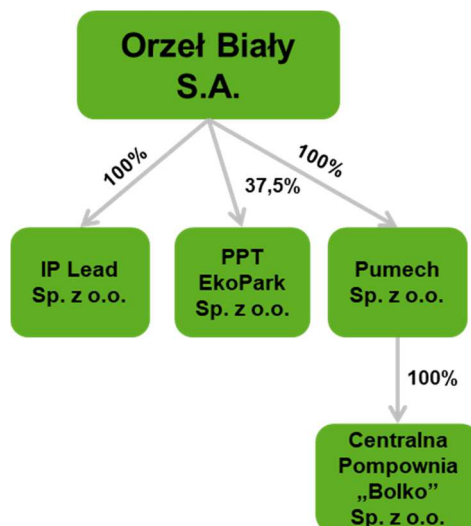 Orzeł Biały
S.A.
100%
37,5%
100%
IP Lead
Sp. z o.o.
PPT
EkoPark
Sp. z o.o.
Pumech
Sp. z o.o.
100%
Centralna
Pompownia
„Bolko”
Sp. z o.o.